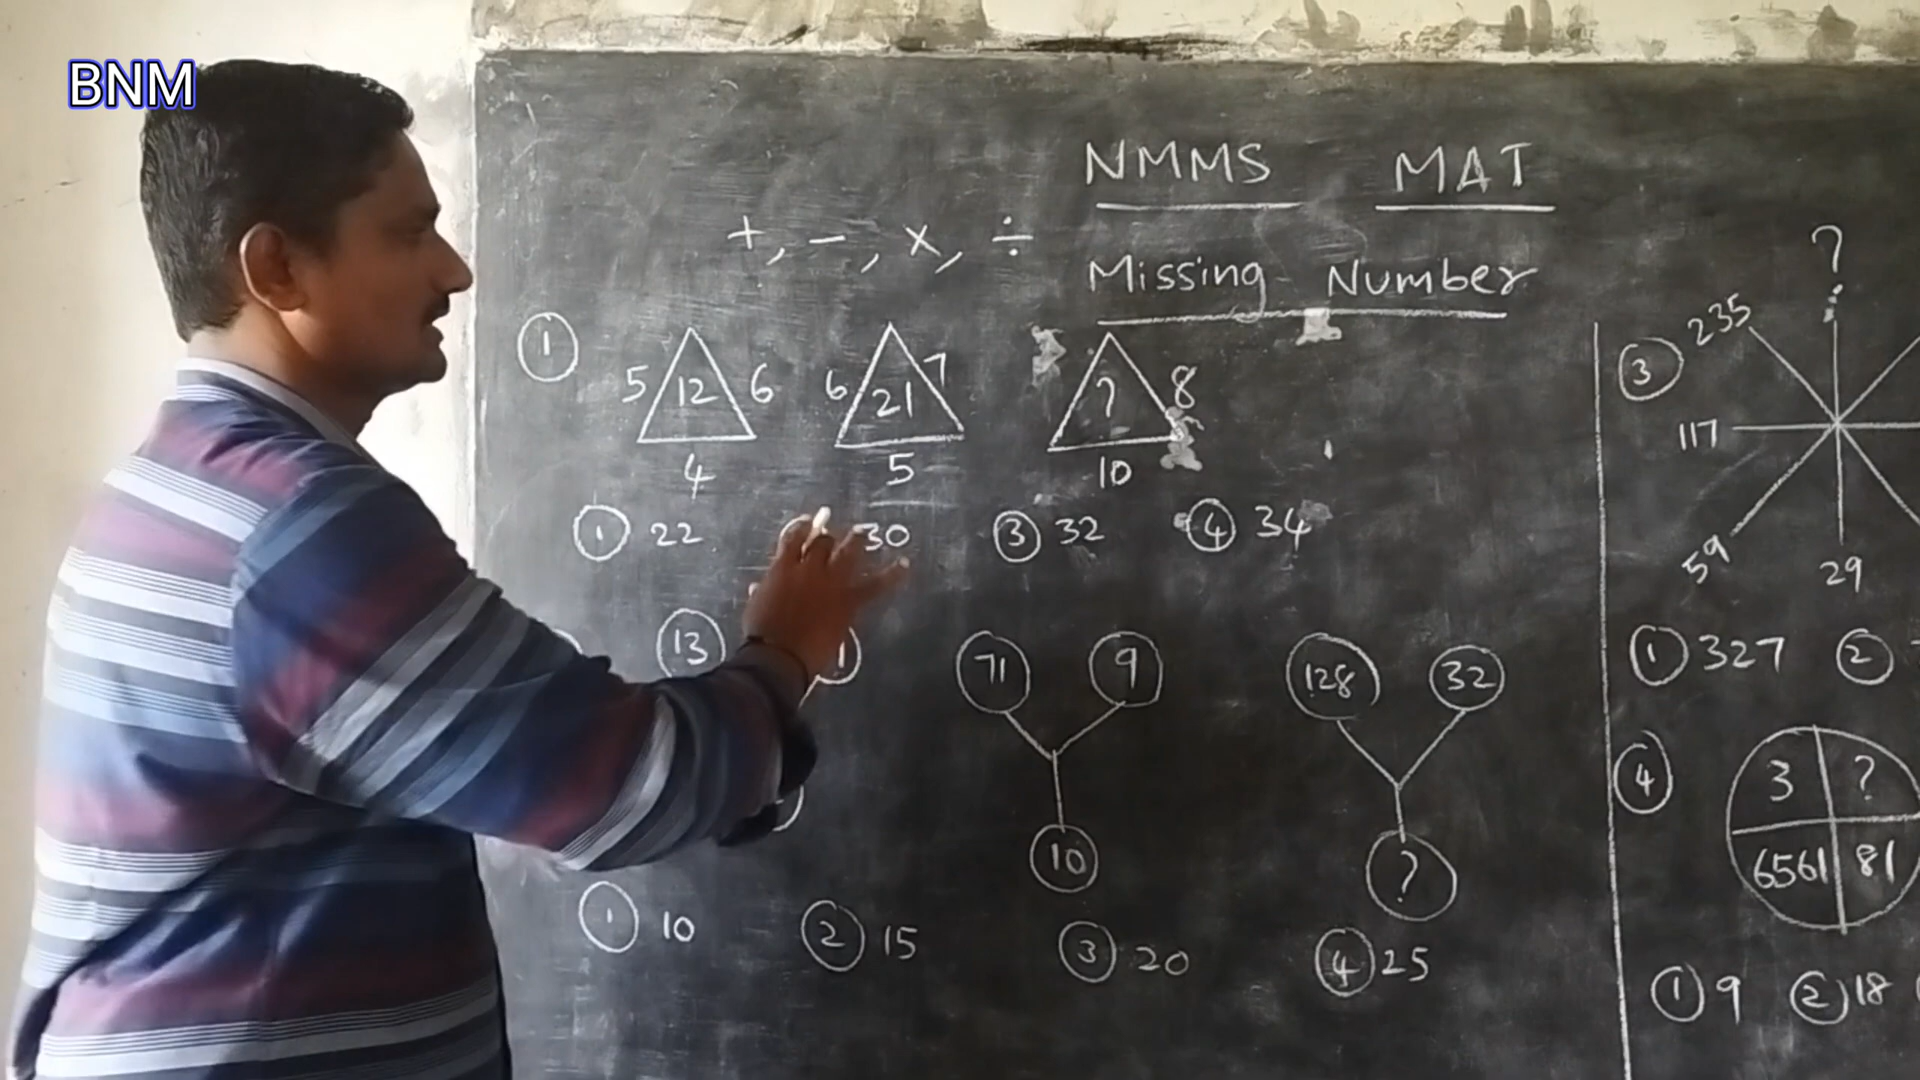 BNM
NMMS MAT
+, -, ×, ÷
Missing Number
①
5 12 6 4
6 21 7 5
? 8 10
① 22 30 ③ 32 ④ 34
13 1
71 9 10
128 32 ?
① 10 ② 15 ③ 20 ④ 25
③
?
235
117
59
29
① 327 ②
④
3 ?
6561 81
① 9 ② 18